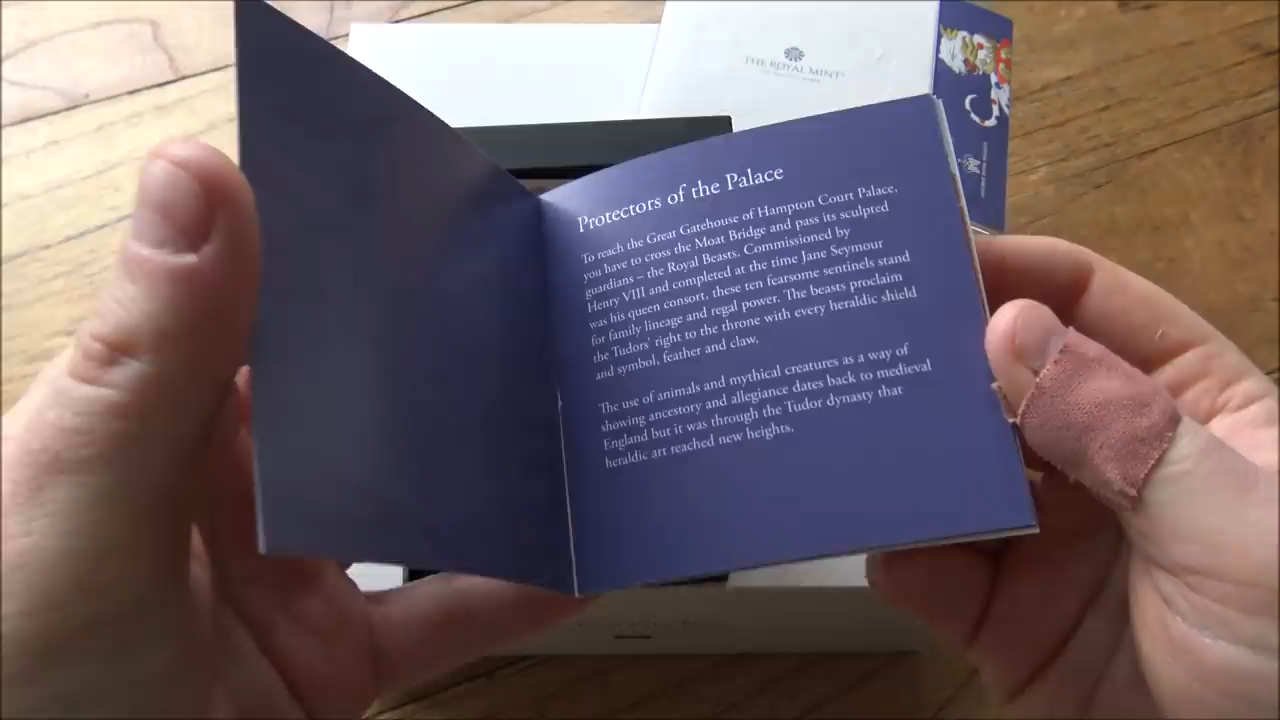 THE ROYAL MINT
Protectors of the Palace
To reach the Great Gatehouse of Hampton Court Palace,
you have to cross the Moat Bridge and pass its sculpted
guardians – the Royal Beasts. Commissioned by
Henry VIII and completed at the time Jane Seymour
was his queen consort, these ten fearsome sentinels stand
for family lineage and regal power. The beasts proclaim
the Tudors' right to the throne with every heraldic shield
and symbol, feather and claw.
The use of animals and mythical creatures as a way of
showing ancestory and allegiance dates back to medieval
England but it was through the Tudor dynasty that
heraldic art reached new heights.